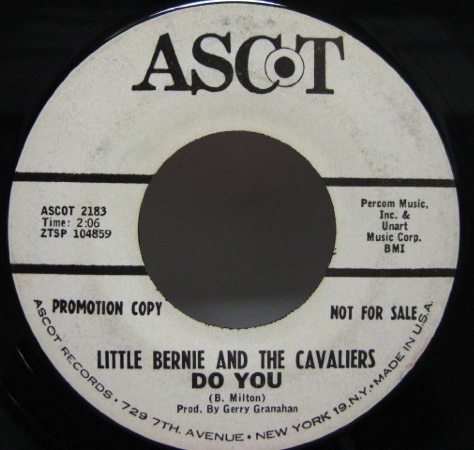 ASCOT
ASCOT 2183
Time: 2:06
ZTSP 104859
Percom Music,
Inc. &
Unart
Music Corp.
BMI
PROMOTION COPY
NOT FOR SALE
LITTLE BERNIE AND THE CAVALIERS
DO YOU
(B. Milton)
Prod. By Gerry Granahan
ASCOT RECORDS • 729 7TH. AVENUE • NEW YORK 19, N.Y. • MADE IN U.S.A.